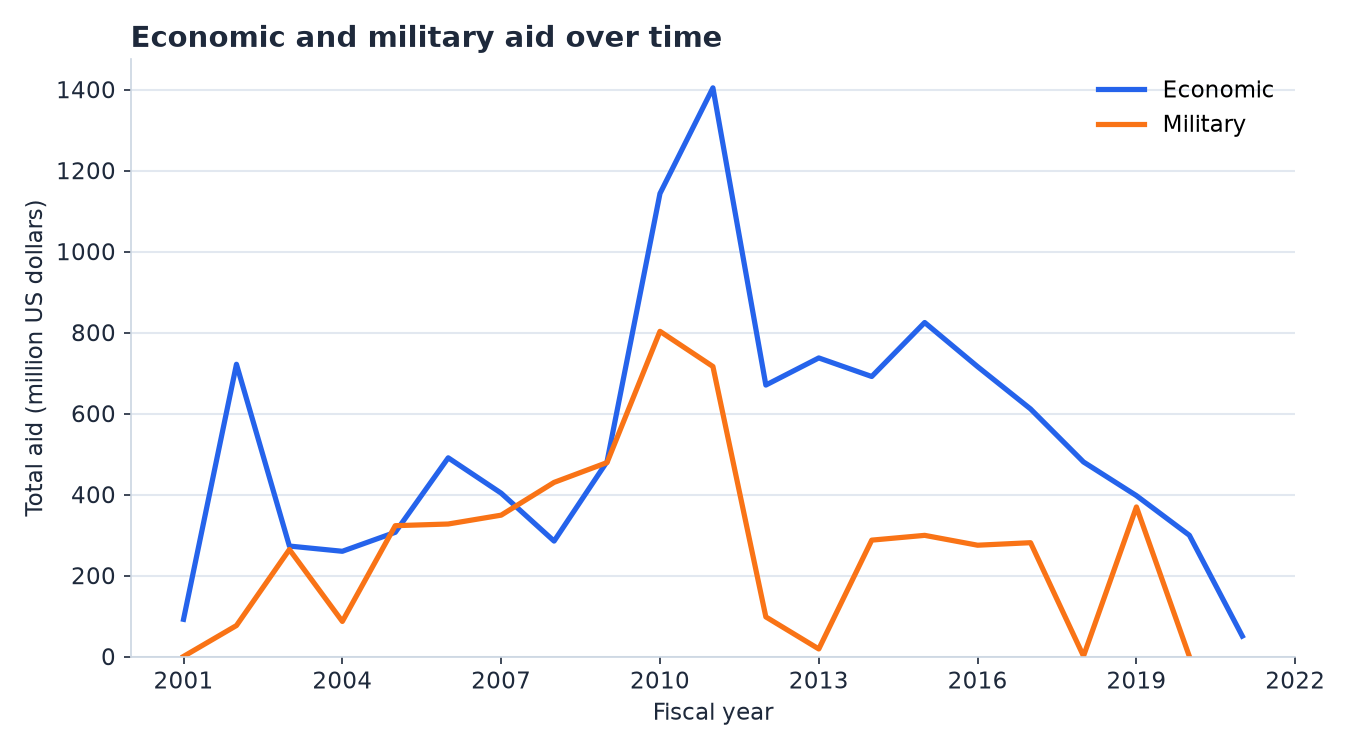 Economic and military aid over time
Total aid (million US dollars)
1400
1200
1000
800
600
400
200
0
Economic
Military
2001 2004 2007 2010 2013 2016 2019 2022
Fiscal year